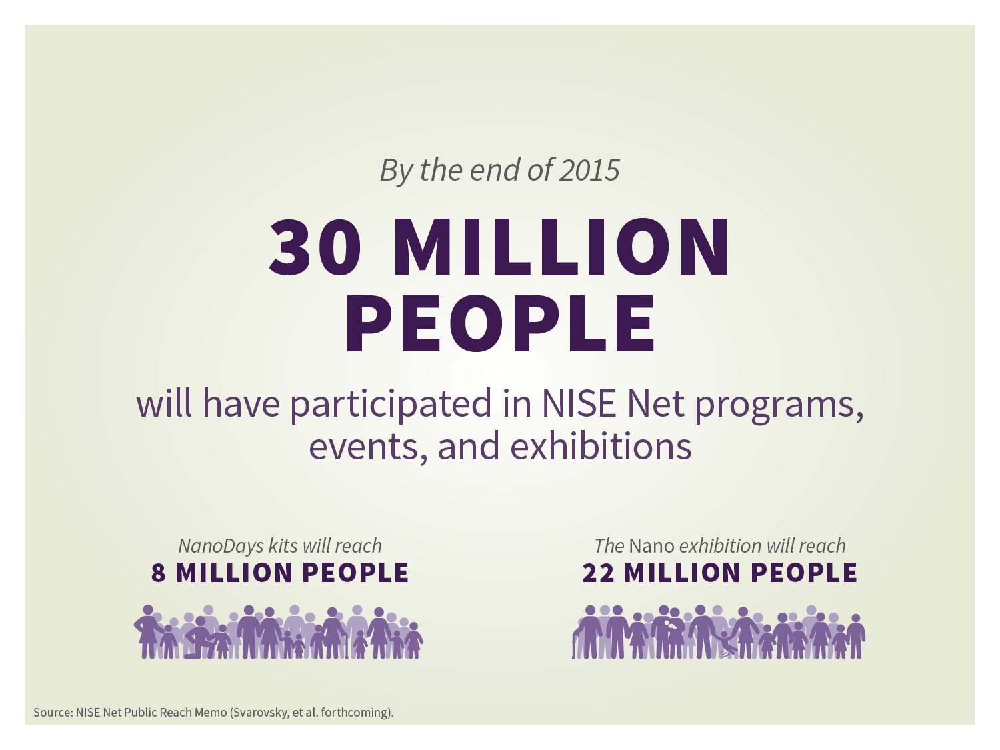 By the end of 2015
30 MILLION
PEOPLE
will have participated in NISE Net programs,
events, and exhibitions
NanoDays kits will reach
8 MILLION PEOPLE
The Nano exhibition will reach
22 MILLION PEOPLE
Source: NISE Net Public Reach Memo (Svarovsky, et al. forthcoming).